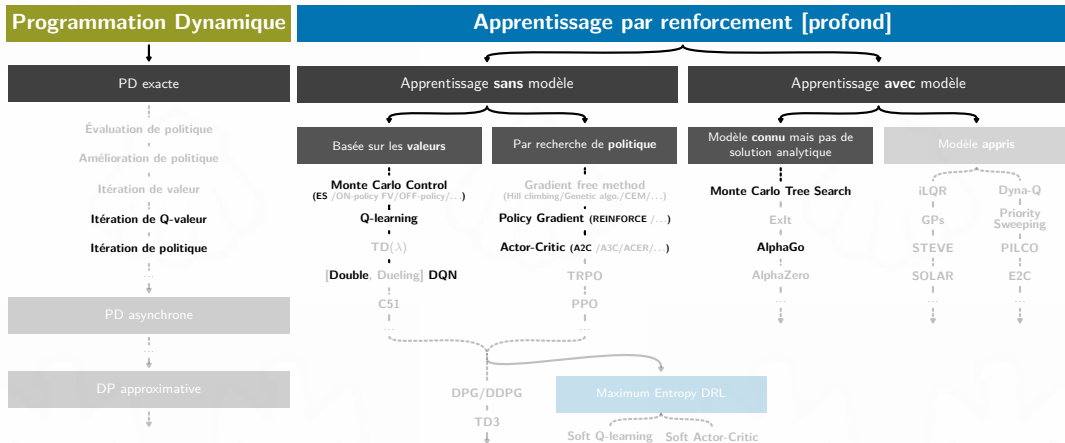 Programmation Dynamique
PD exacte
Évaluation de politique
Amélioration de politique
Itération de valeur
Itération de Q-valeur
Itération de politique
...
PD asynchrone
...
DP approximative
Apprentissage par renforcement [profond]
Apprentissage sans modèle
Basée sur les valeurs
Monte Carlo Control
(ES /ON-policy FV/OFF-policy/...)
Q-learning
TD(λ)
[Double, Dueling] DQN
C51
...
Par recherche de politique
Gradient free method
(Hill climbing/Genetic algo./CEM/...)
Policy Gradient (REINFORCE /...)
Actor-Critic (A2C /A3C/ACER/...)
TRPO
PPO
...
DPG/DDPG
TD3
Maximum Entropy DRL
Soft Q-learning
Soft Actor-Critic
Apprentissage avec modèle
Modèle connu mais pas de
solution analytique
Monte Carlo Tree Search
ExIt
AlphaGo
AlphaZero
...
Modèle appris
iLQR
GPs
STEVE
SOLAR
...
Dyna-Q
Priority
Sweeping
PILCO
E2C
...